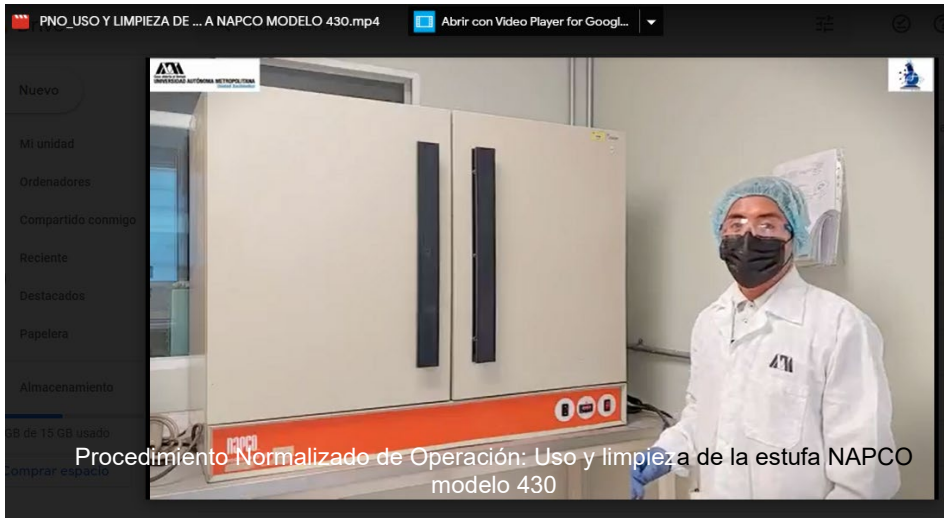 PNO_USO Y LIMPIEZA DE ... A NAPCO MODELO 430.mp4
Abrir con Video Player for Googl...
Nuevo
Mi unidad
Ordenadores
Compartido conmigo
Reciente
Destacados
Papelera
Almacenamiento
GB de 15 GB usado
Comprar espacio
UNIVERSIDAD AUTÓNOMA METROPOLITANA
Unidad Xochimilco
napco
Procedimiento Normalizado de Operación: Uso y limpieza de la estufa NAPCO
modelo 430